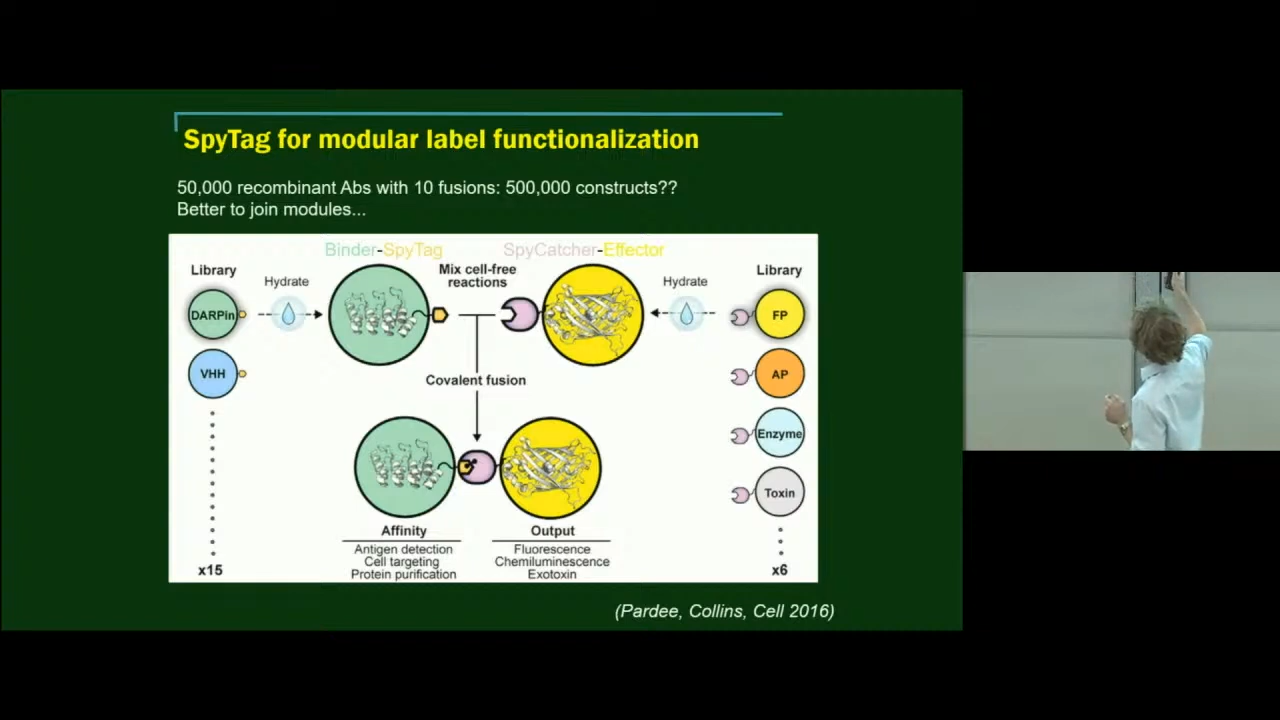 SpyTag for modular label functionalization
50,000 recombinant Abs with 10 fusions: 500,000 constructs??
Better to join modules...
Binder-SpyTag
SpyCatcher-Effector
Library
Hydrate
Mix cell-free
reactions
Hydrate
Library
DARPin
FP
VHH
AP
Covalent fusion
Enzyme
Toxin
Affinity
Output
Antigen detection
Cell targeting
Protein purification
Fluorescence
Chemiluminescence
Exotoxin
x15
x6
(Pardee, Collins, Cell 2016)